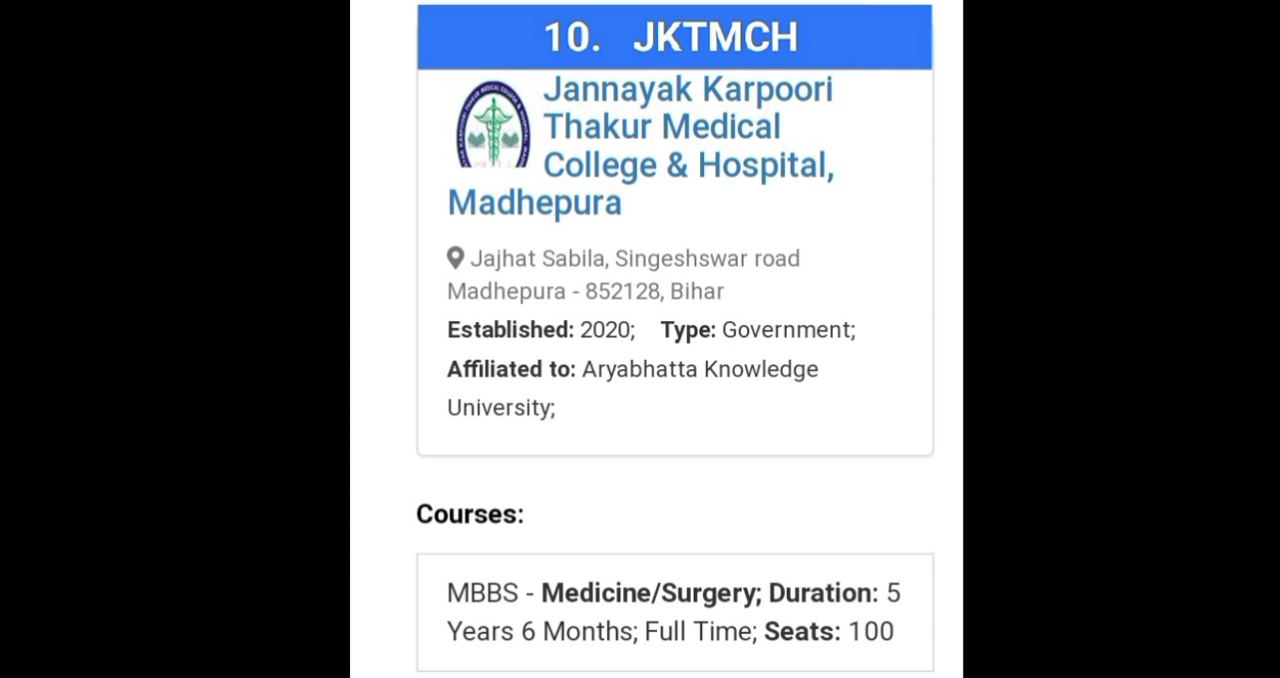 10. JKTMCH
Jannayak Karpoori
Thakur Medical
College & Hospital,
Madhepura
Jajhat Sabila, Singeshswar road
Madhepura - 852128, Bihar
Established: 2020; Type: Government;
Affiliated to: Aryabhatta Knowledge
University;
Courses:
MBBS - Medicine/Surgery; Duration: 5
Years 6 Months; Full Time; Seats: 100